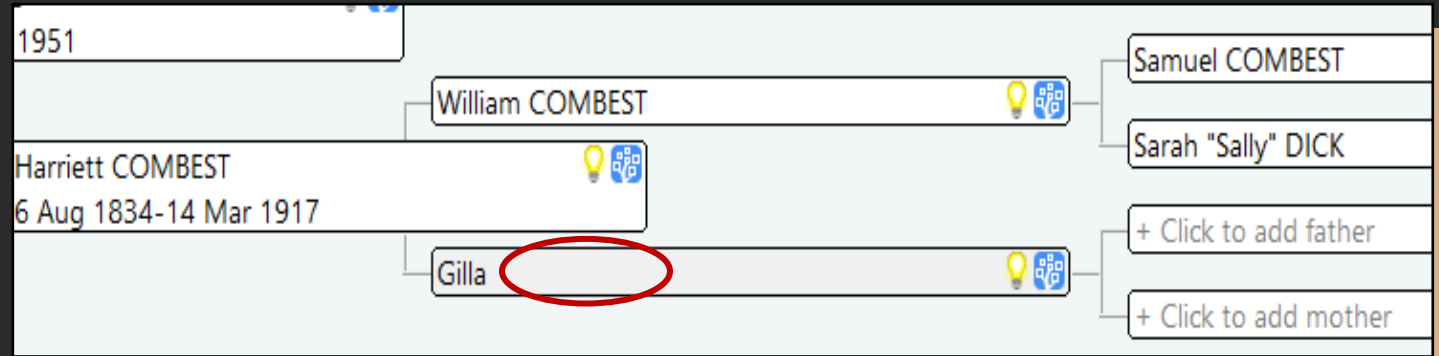 1951
Samuel COMBEST
William COMBEST
Sarah "Sally" DICK
Harriett COMBEST
6 Aug 1834-14 Mar 1917
+ Click to add father
Gilla
+ Click to add mother